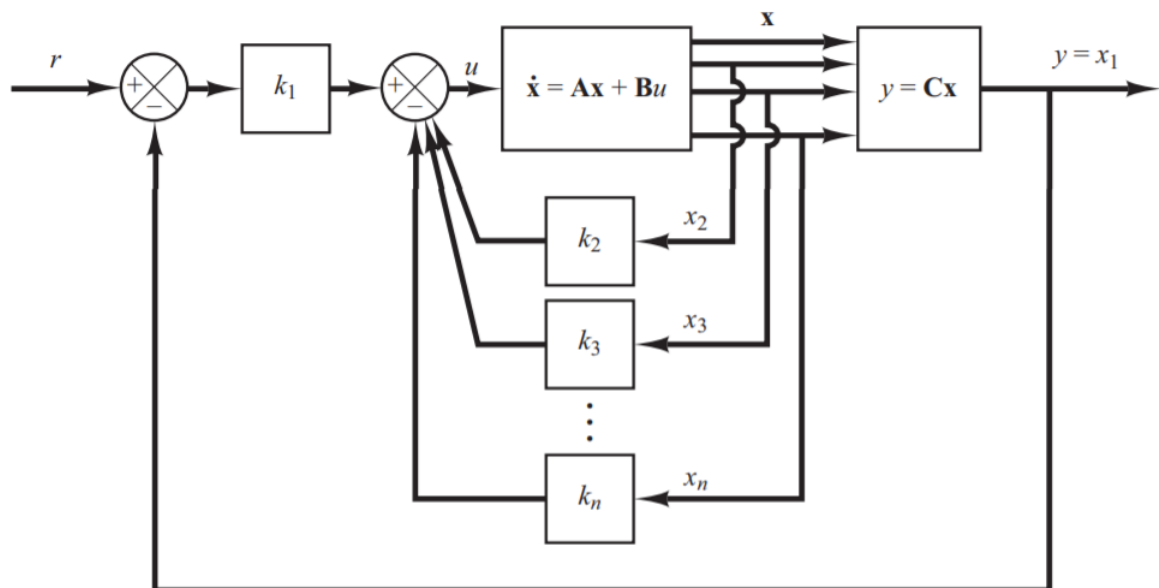 x
r
+
−
k₁
+
−
u
ẋ = Ax + Bu
y = Cx
y = x₁
k₂
x₂
k₃
x₃
⋮
kₙ
xₙ